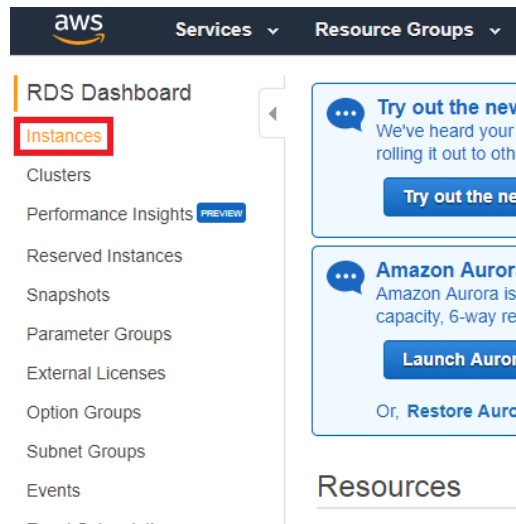 aws
Services
Resource Groups
RDS Dashboard
Instances
Clusters
Performance Insights PREVIEW
Reserved Instances
Snapshots
Parameter Groups
External Licenses
Option Groups
Subnet Groups
Events
Try out the new
We've heard your
rolling it out to oth
Try out the ne
Amazon Aurora
Amazon Aurora is
capacity, 6-way re
Launch Auror
Or, Restore Auro
Resources